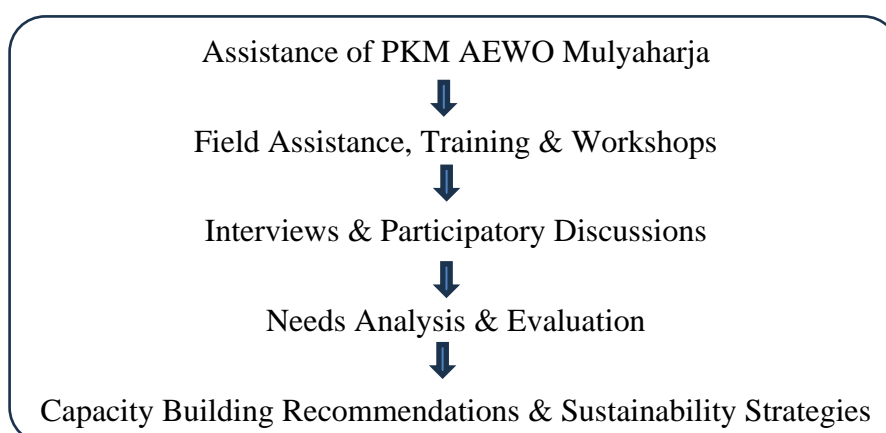 Assistance of PKM AEWO Mulyaharja
Field Assistance, Training & Workshops
Interviews & Participatory Discussions
Needs Analysis & Evaluation
Capacity Building Recommendations & Sustainability Strategies